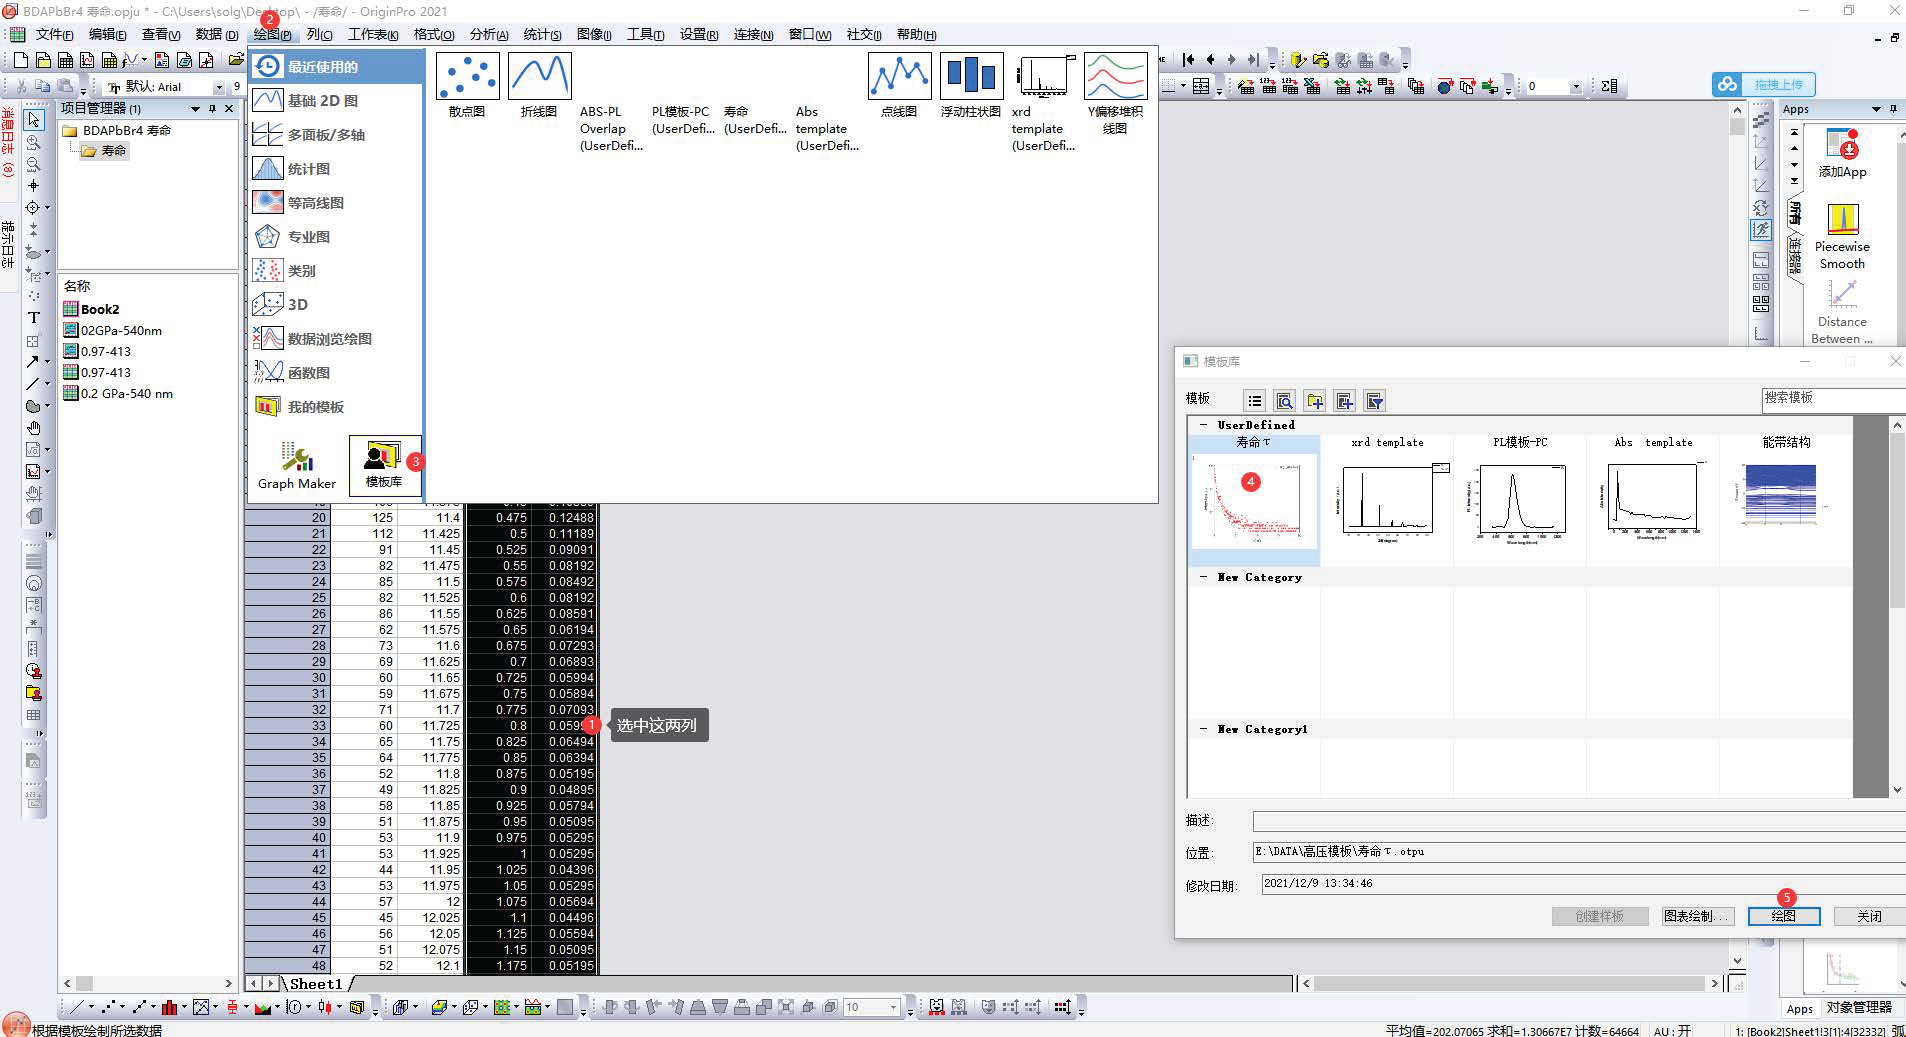 BDAPbBr4 寿命.opju * - C:\Users\solg\Desktop\ - /寿命/ - OriginPro 2021
2
文件(F) 编辑(E) 查看(V) 数据(D) 绘图(P) 列(C) 工作表(K) 格式(O) 分析(A) 统计(S) 图像(I) 工具(T) 设置(R) 连接(N) 窗口(W) 社交(I) 帮助(H)
默认: Arial 9
0
拖拽上传
消息日志 (8)
提示日志
项目管理器 (1)
BDAPbBr4 寿命
寿命
名称
Book2
02GPa-540nm
0.97-413
0.97-413
0.2 GPa-540 nm
最近使用的
基础 2D 图
多面板/多轴
统计图
等高线图
专业图
类别
3D
数据浏览绘图
函数图
我的模板
Graph Maker
模板库
3
散点图
折线图
ABS-PL Overlap (UserDefi...
PL模板-PC (UserDefi...
寿命 (UserDefi...
Abs template (UserDefi...
点线图
浮动柱状图
xrd template (UserDefi...
Y偏移堆积线图
Apps
添加App
所有
连接器
Piecewise Smooth
Distance Between ...
20 125 11.4 0.475 0.12488
21 112 11.425 0.5 0.11189
22 91 11.45 0.525 0.09091
23 82 11.475 0.55 0.08192
24 85 11.5 0.575 0.08492
25 82 11.525 0.6 0.08192
26 86 11.55 0.625 0.08591
27 62 11.575 0.65 0.06194
28 73 11.6 0.675 0.07293
29 69 11.625 0.7 0.06893
30 60 11.65 0.725 0.05994
31 59 11.675 0.75 0.05894
32 71 11.7 0.775 0.07093
33 60 11.725 0.8 0.059
1 选中这两列
34 65 11.75 0.825 0.06494
35 64 11.775 0.85 0.06394
36 52 11.8 0.875 0.05195
37 49 11.825 0.9 0.04895
38 58 11.85 0.925 0.05794
39 51 11.875 0.95 0.05095
40 53 11.9 0.975 0.05295
41 53 11.925 1 0.05295
42 44 11.95 1.025 0.04396
43 53 11.975 1.05 0.05295
44 57 12 1.075 0.05694
45 45 12.025 1.1 0.04496
46 56 12.05 1.125 0.05594
47 51 12.075 1.15 0.05095
48 52 12.1 1.175 0.05195
Sheet1
模板库
模板
搜索模板
UserDefined
寿命τ xrd template PL模板-PC Abs template 能带结构
4
New Category
New Category1
描述:
位置: E:\DATA\高压模板\寿命τ.otpu
修改日期: 2021/12/9 13:34:46
5
创建样板 图表绘制... 绘图 关闭
10
Apps 对象管理器
根据模板绘制所选数据
平均值=202.07065 求和=1.30667E7 计数=64664 AU : 开 1: [Book2]Sheet1!3[1]:4[32332] 弧